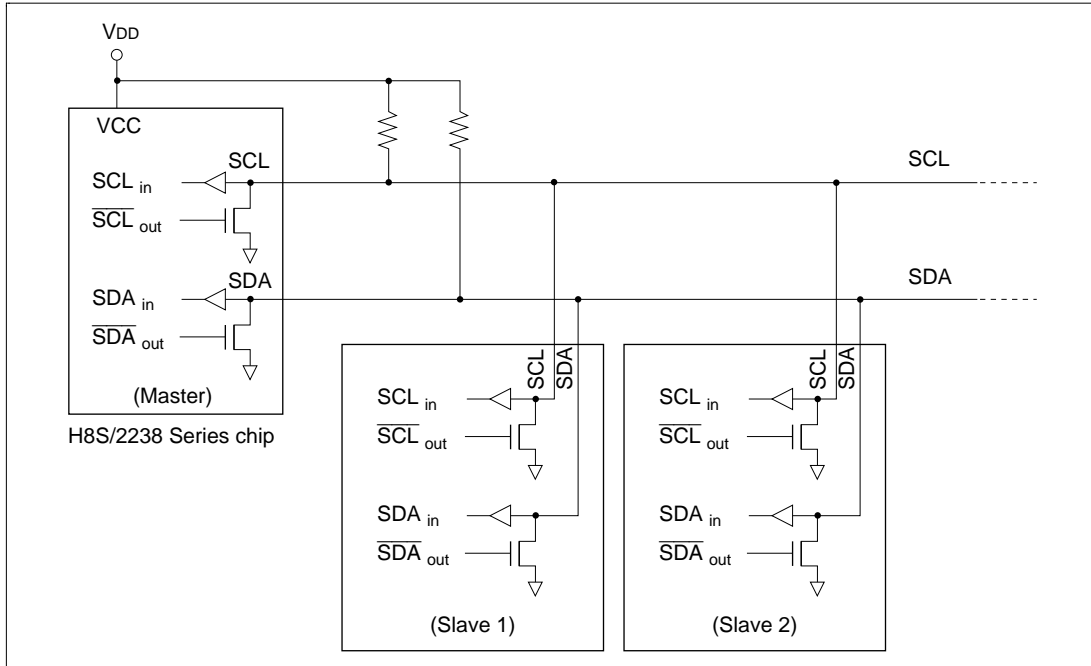 VDD
VCC
SCL
SCL in
SCL out
SDA
SDA in
SDA out
(Master)
H8S/2238 Series chip
SCL
SDA
SCL
SDA
SCL in
SCL out
SDA in
SDA out
(Slave 1)
SCL
SDA
SCL in
SCL out
SDA in
SDA out
(Slave 2)